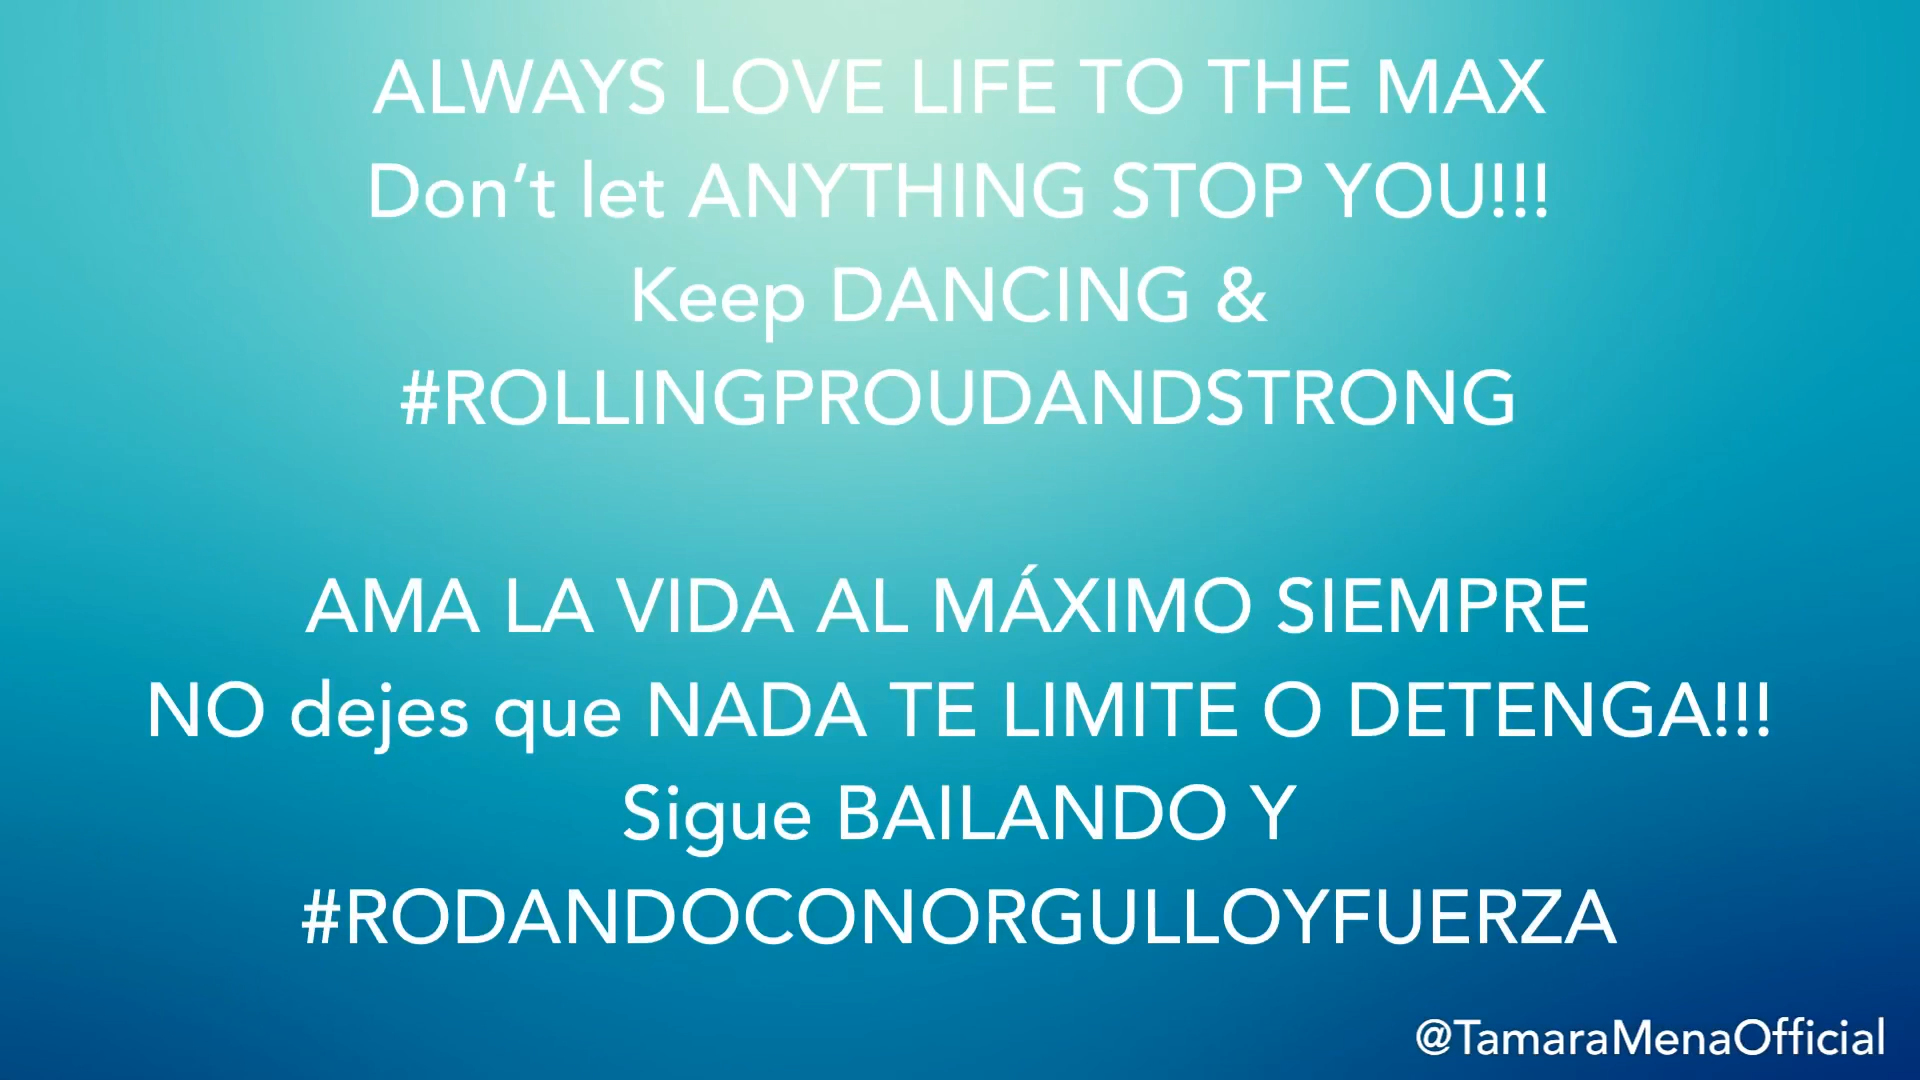 ALWAYS LOVE LIFE TO THE MAX
Don’t let ANYTHING STOP YOU!!!
Keep DANCING &
#ROLLINGPROUDANDSTRONG
AMA LA VIDA AL MÁXIMO SIEMPRE
NO dejes que NADA TE LIMITE O DETENGA!!!
Sigue BAILANDO Y
#RODANDOCONORGULLOYFUERZA
@TamaraMenaOfficial